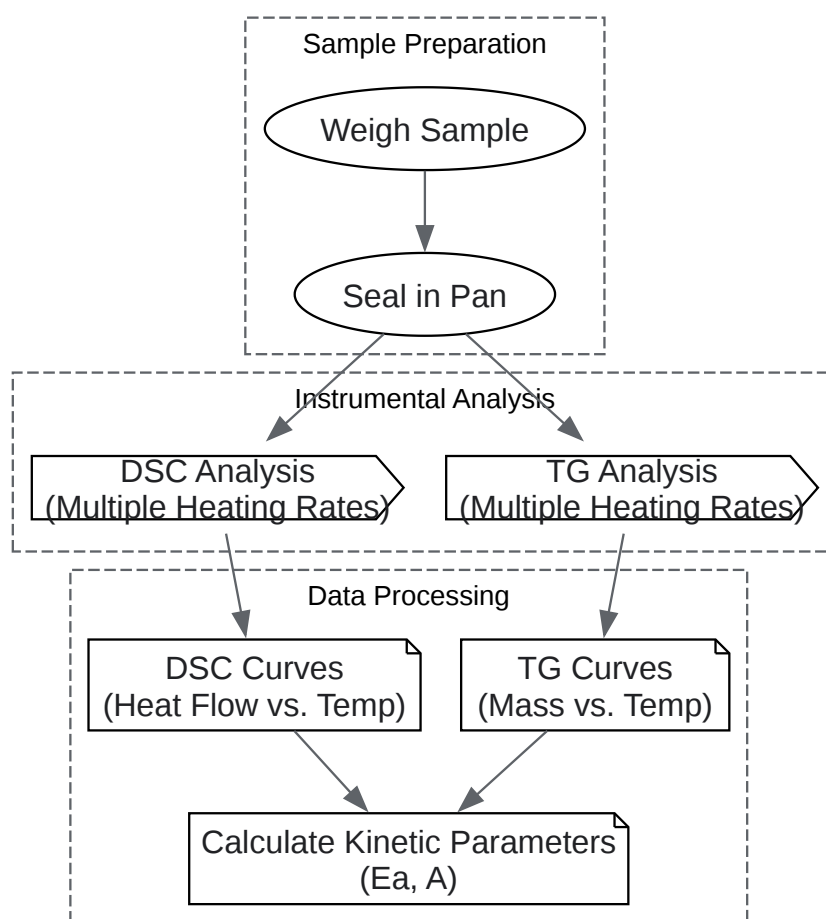 Sample Preparation
Weigh Sample
Seal in Pan
Instrumental Analysis
DSC Analysis
(Multiple Heating Rates)
TG Analysis
(Multiple Heating Rates)
Data Processing
DSC Curves
(Heat Flow vs. Temp)
TG Curves
(Mass vs. Temp)
Calculate Kinetic Parameters
(Ea, A)